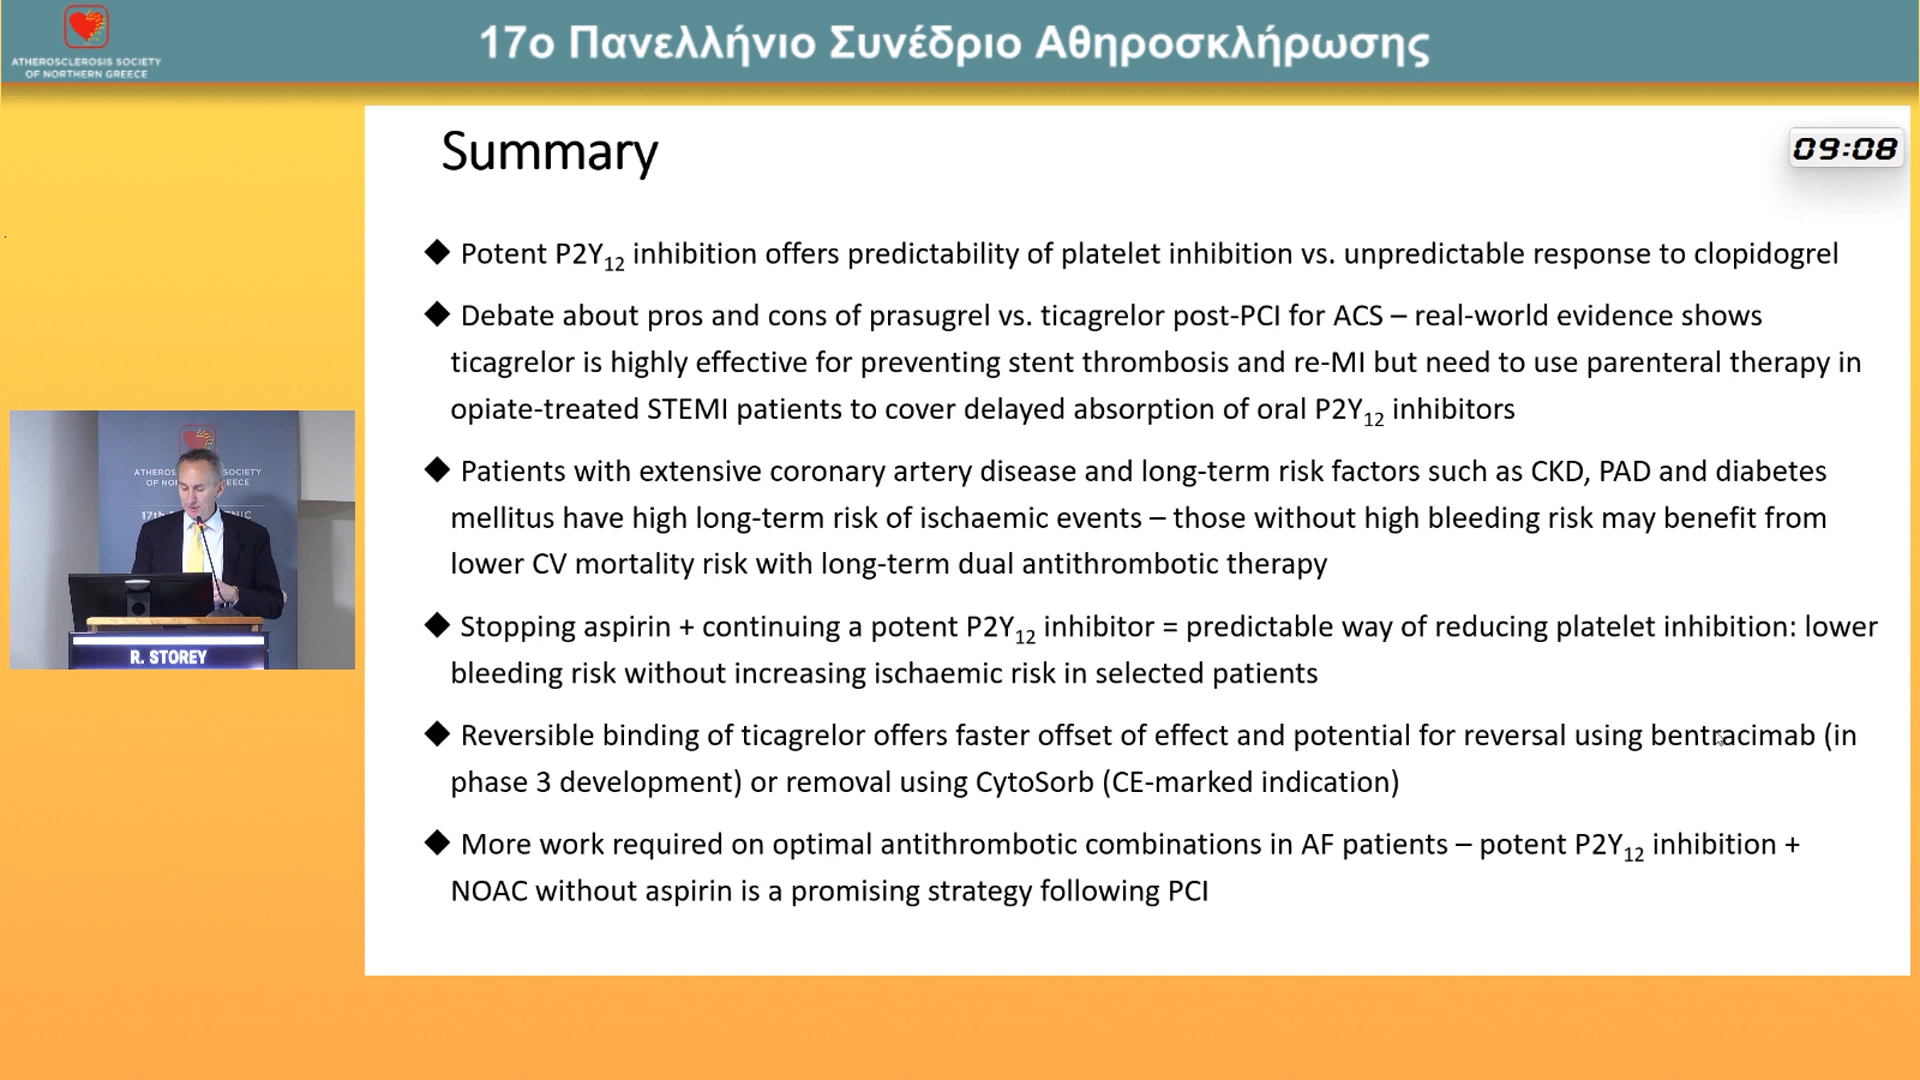 ATHEROSCLEROSIS SOCIETY
OF NORTHERN GREECE
17ο Πανελλήνιο Συνέδριο Αθηροσκλήρωσης
Summary
09:08
◆ Potent P2Y12 inhibition offers predictability of platelet inhibition vs. unpredictable response to clopidogrel
◆ Debate about pros and cons of prasugrel vs. ticagrelor post-PCI for ACS – real-world evidence shows
ticagrelor is highly effective for preventing stent thrombosis and re-MI but need to use parenteral therapy in
opiate-treated STEMI patients to cover delayed absorption of oral P2Y12 inhibitors
◆ Patients with extensive coronary artery disease and long-term risk factors such as CKD, PAD and diabetes
mellitus have high long-term risk of ischaemic events – those without high bleeding risk may benefit from
lower CV mortality risk with long-term dual antithrombotic therapy
◆ Stopping aspirin + continuing a potent P2Y12 inhibitor = predictable way of reducing platelet inhibition: lower
bleeding risk without increasing ischaemic risk in selected patients
◆ Reversible binding of ticagrelor offers faster offset of effect and potential for reversal using bentracimab (in
phase 3 development) or removal using CytoSorb (CE-marked indication)
◆ More work required on optimal antithrombotic combinations in AF patients – potent P2Y12 inhibition +
NOAC without aspirin is a promising strategy following PCI
SOCIETY
17th
R. STOREY